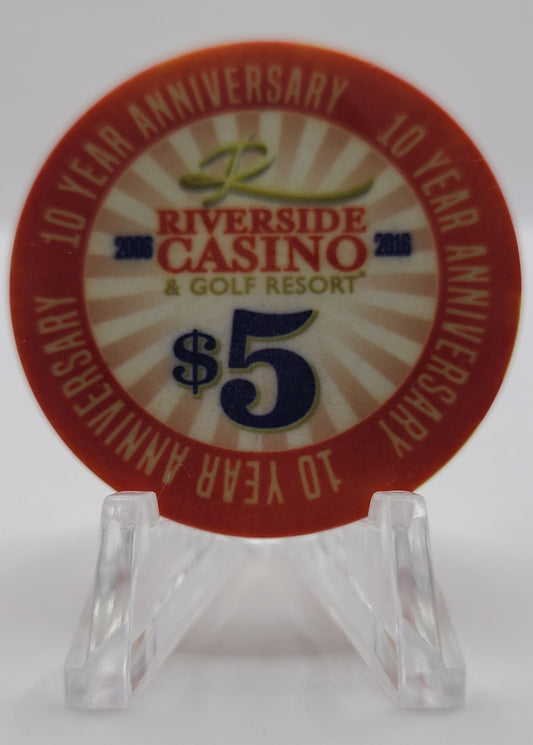 10 YEAR ANNIVERSARY
10 YEAR ANNIVERSARY
10 YEAR ANNIVERSARY
10 YEAR ANNIVERSARY
R
RIVERSIDE
2006 CASINO 2016
& GOLF RESORT®
$5